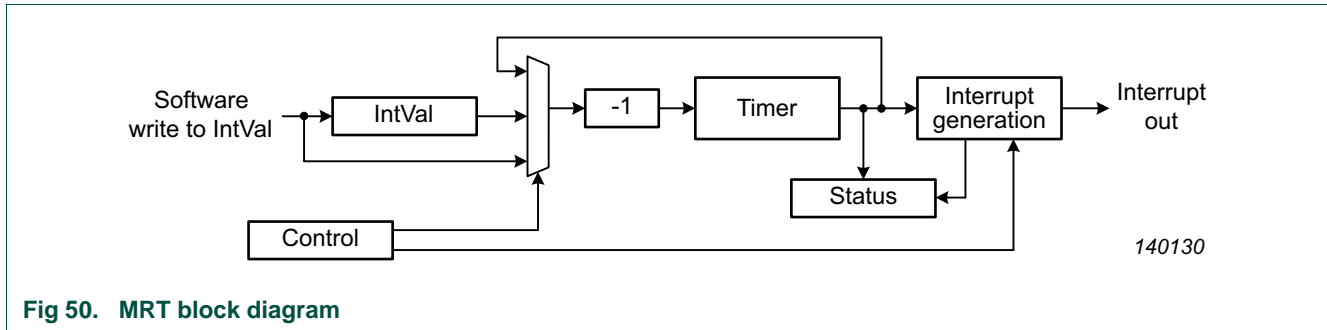 Software
write to IntVal
IntVal
-1
Timer
Interrupt
generation
Interrupt
out
Status
Control
140130
Fig 50. MRT block diagram